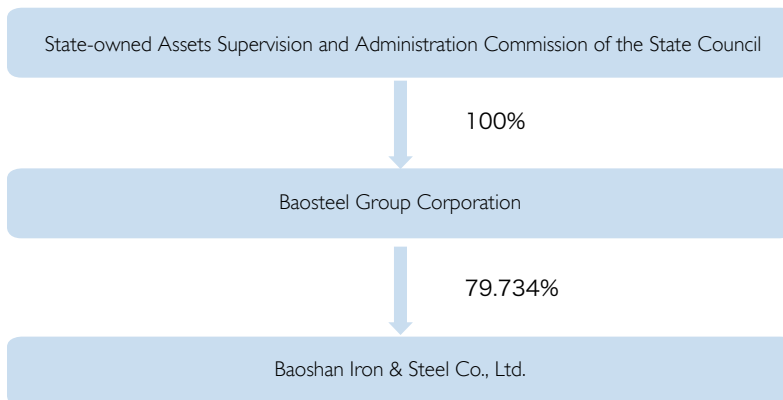 State-owned Assets Supervision and Administration Commission of the State Council
100%
Baosteel Group Corporation
79.734%
Baoshan Iron & Steel Co., Ltd.